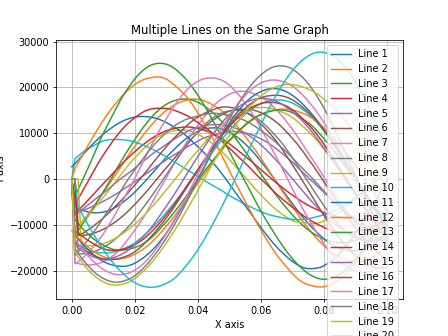 Multiple Lines on the Same Graph
30000
20000
10000
0
−10000
−20000
0.00
0.02
0.04
0.06
0.08
X axis
Line 1
Line 2
Line 3
Line 4
Line 5
Line 6
Line 7
Line 8
Line 9
Line 10
Line 11
Line 12
Line 13
Line 14
Line 15
Line 16
Line 17
Line 18
Line 19
Line 20